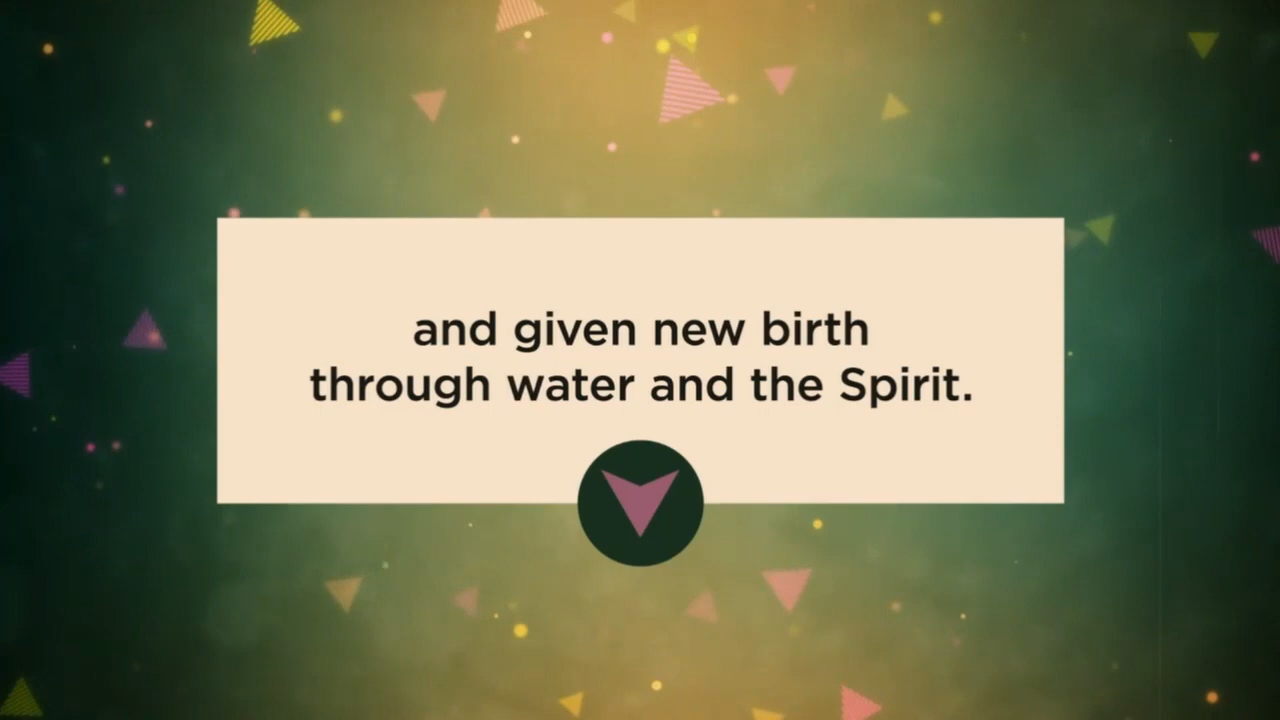 and given new birth
through water and the Spirit.